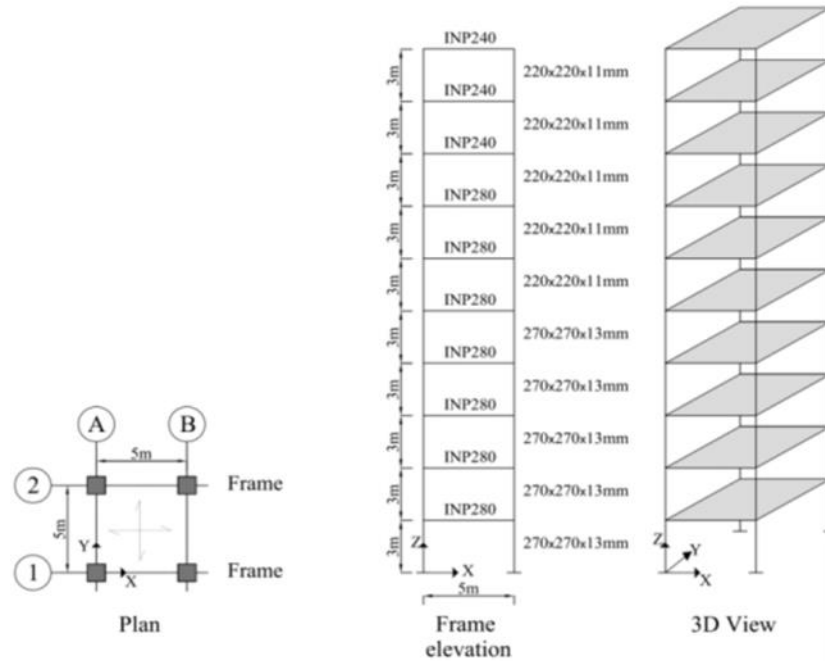 INP240
3m
220x220x11mm
INP240
3m
220x220x11mm
INP240
3m
220x220x11mm
INP280
3m
220x220x11mm
INP280
3m
220x220x11mm
INP280
3m
270x270x13mm
INP280
3m
270x270x13mm
INP280
3m
270x270x13mm
INP280
3m
270x270x13mm
INP280
3m
270x270x13mm
Z
X
5m
Frame
elevation
A
B
5m
2
Frame
5m
Y
X
1
Frame
Plan
Z
Y
X
3D View